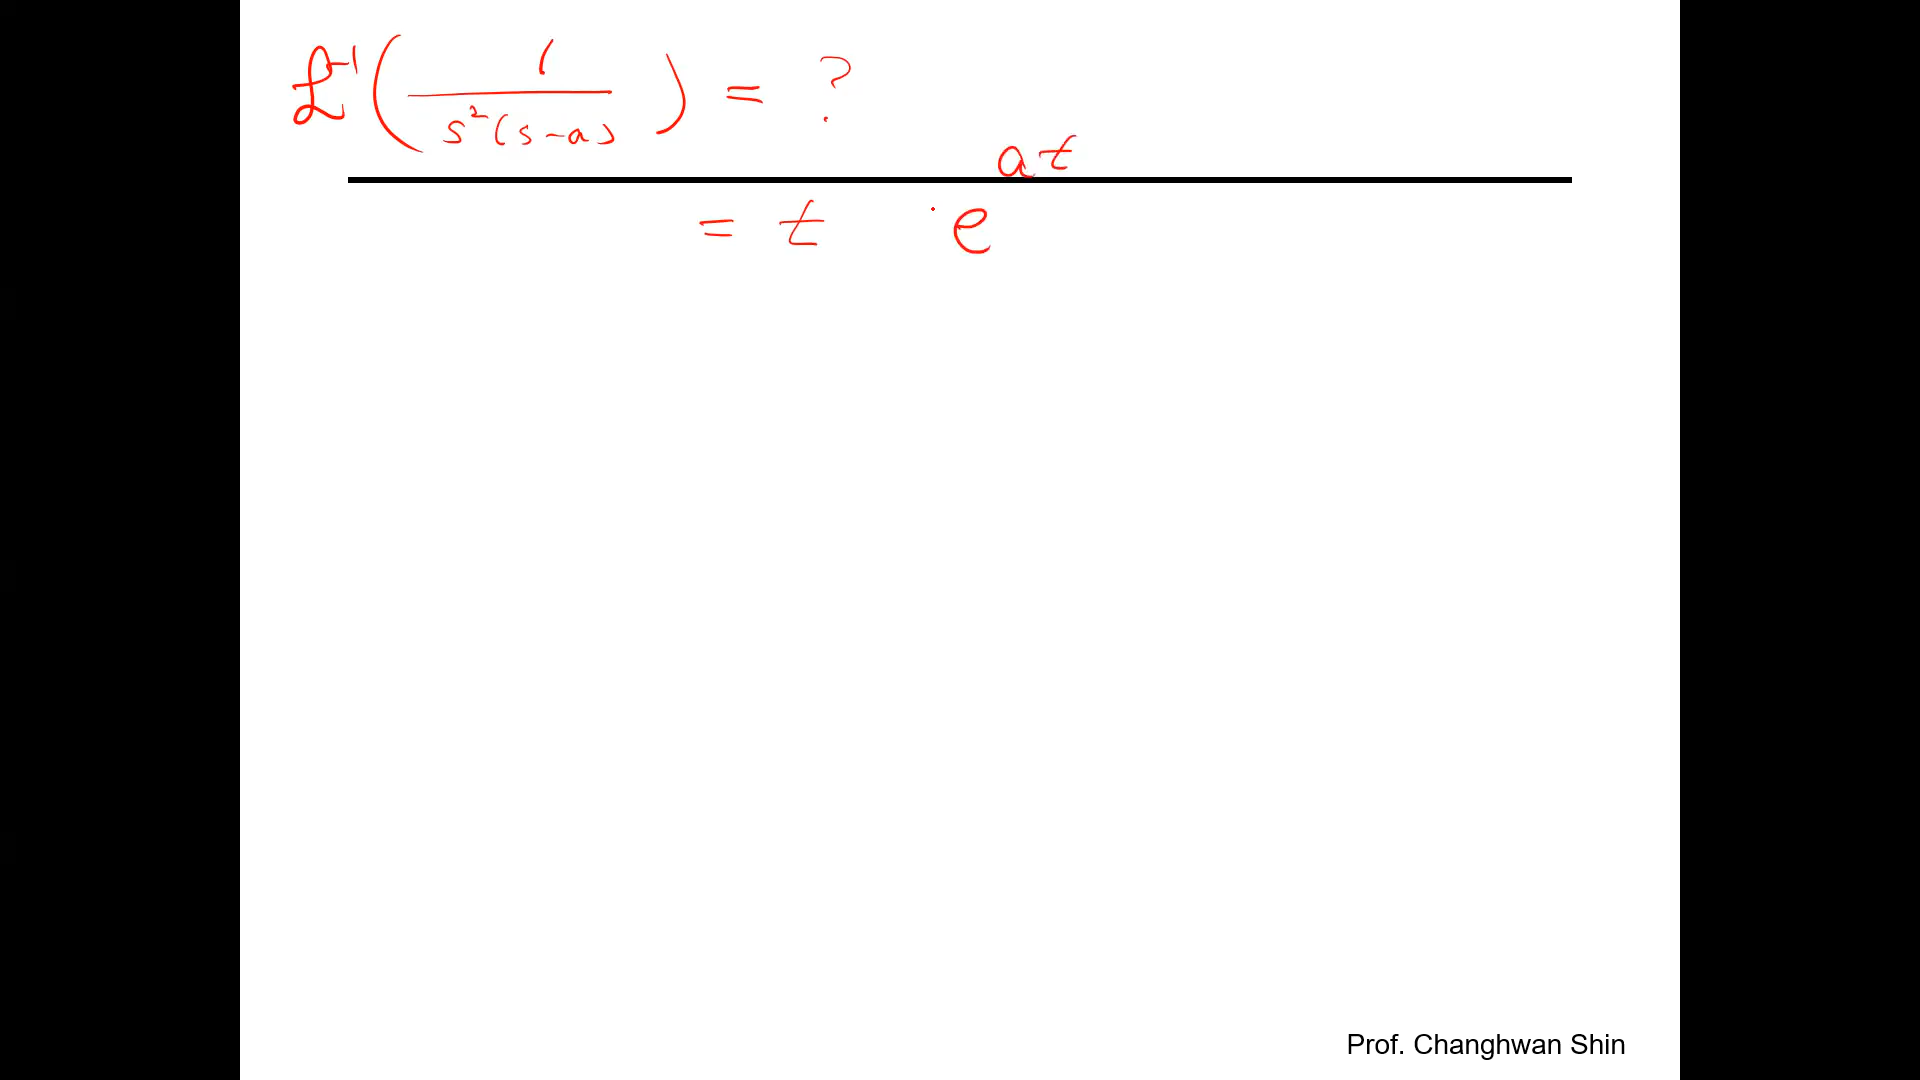 ℒ⁻¹(1/(s²(s-a))) = ?
= t · e^{at}
Prof. Changhwan Shin